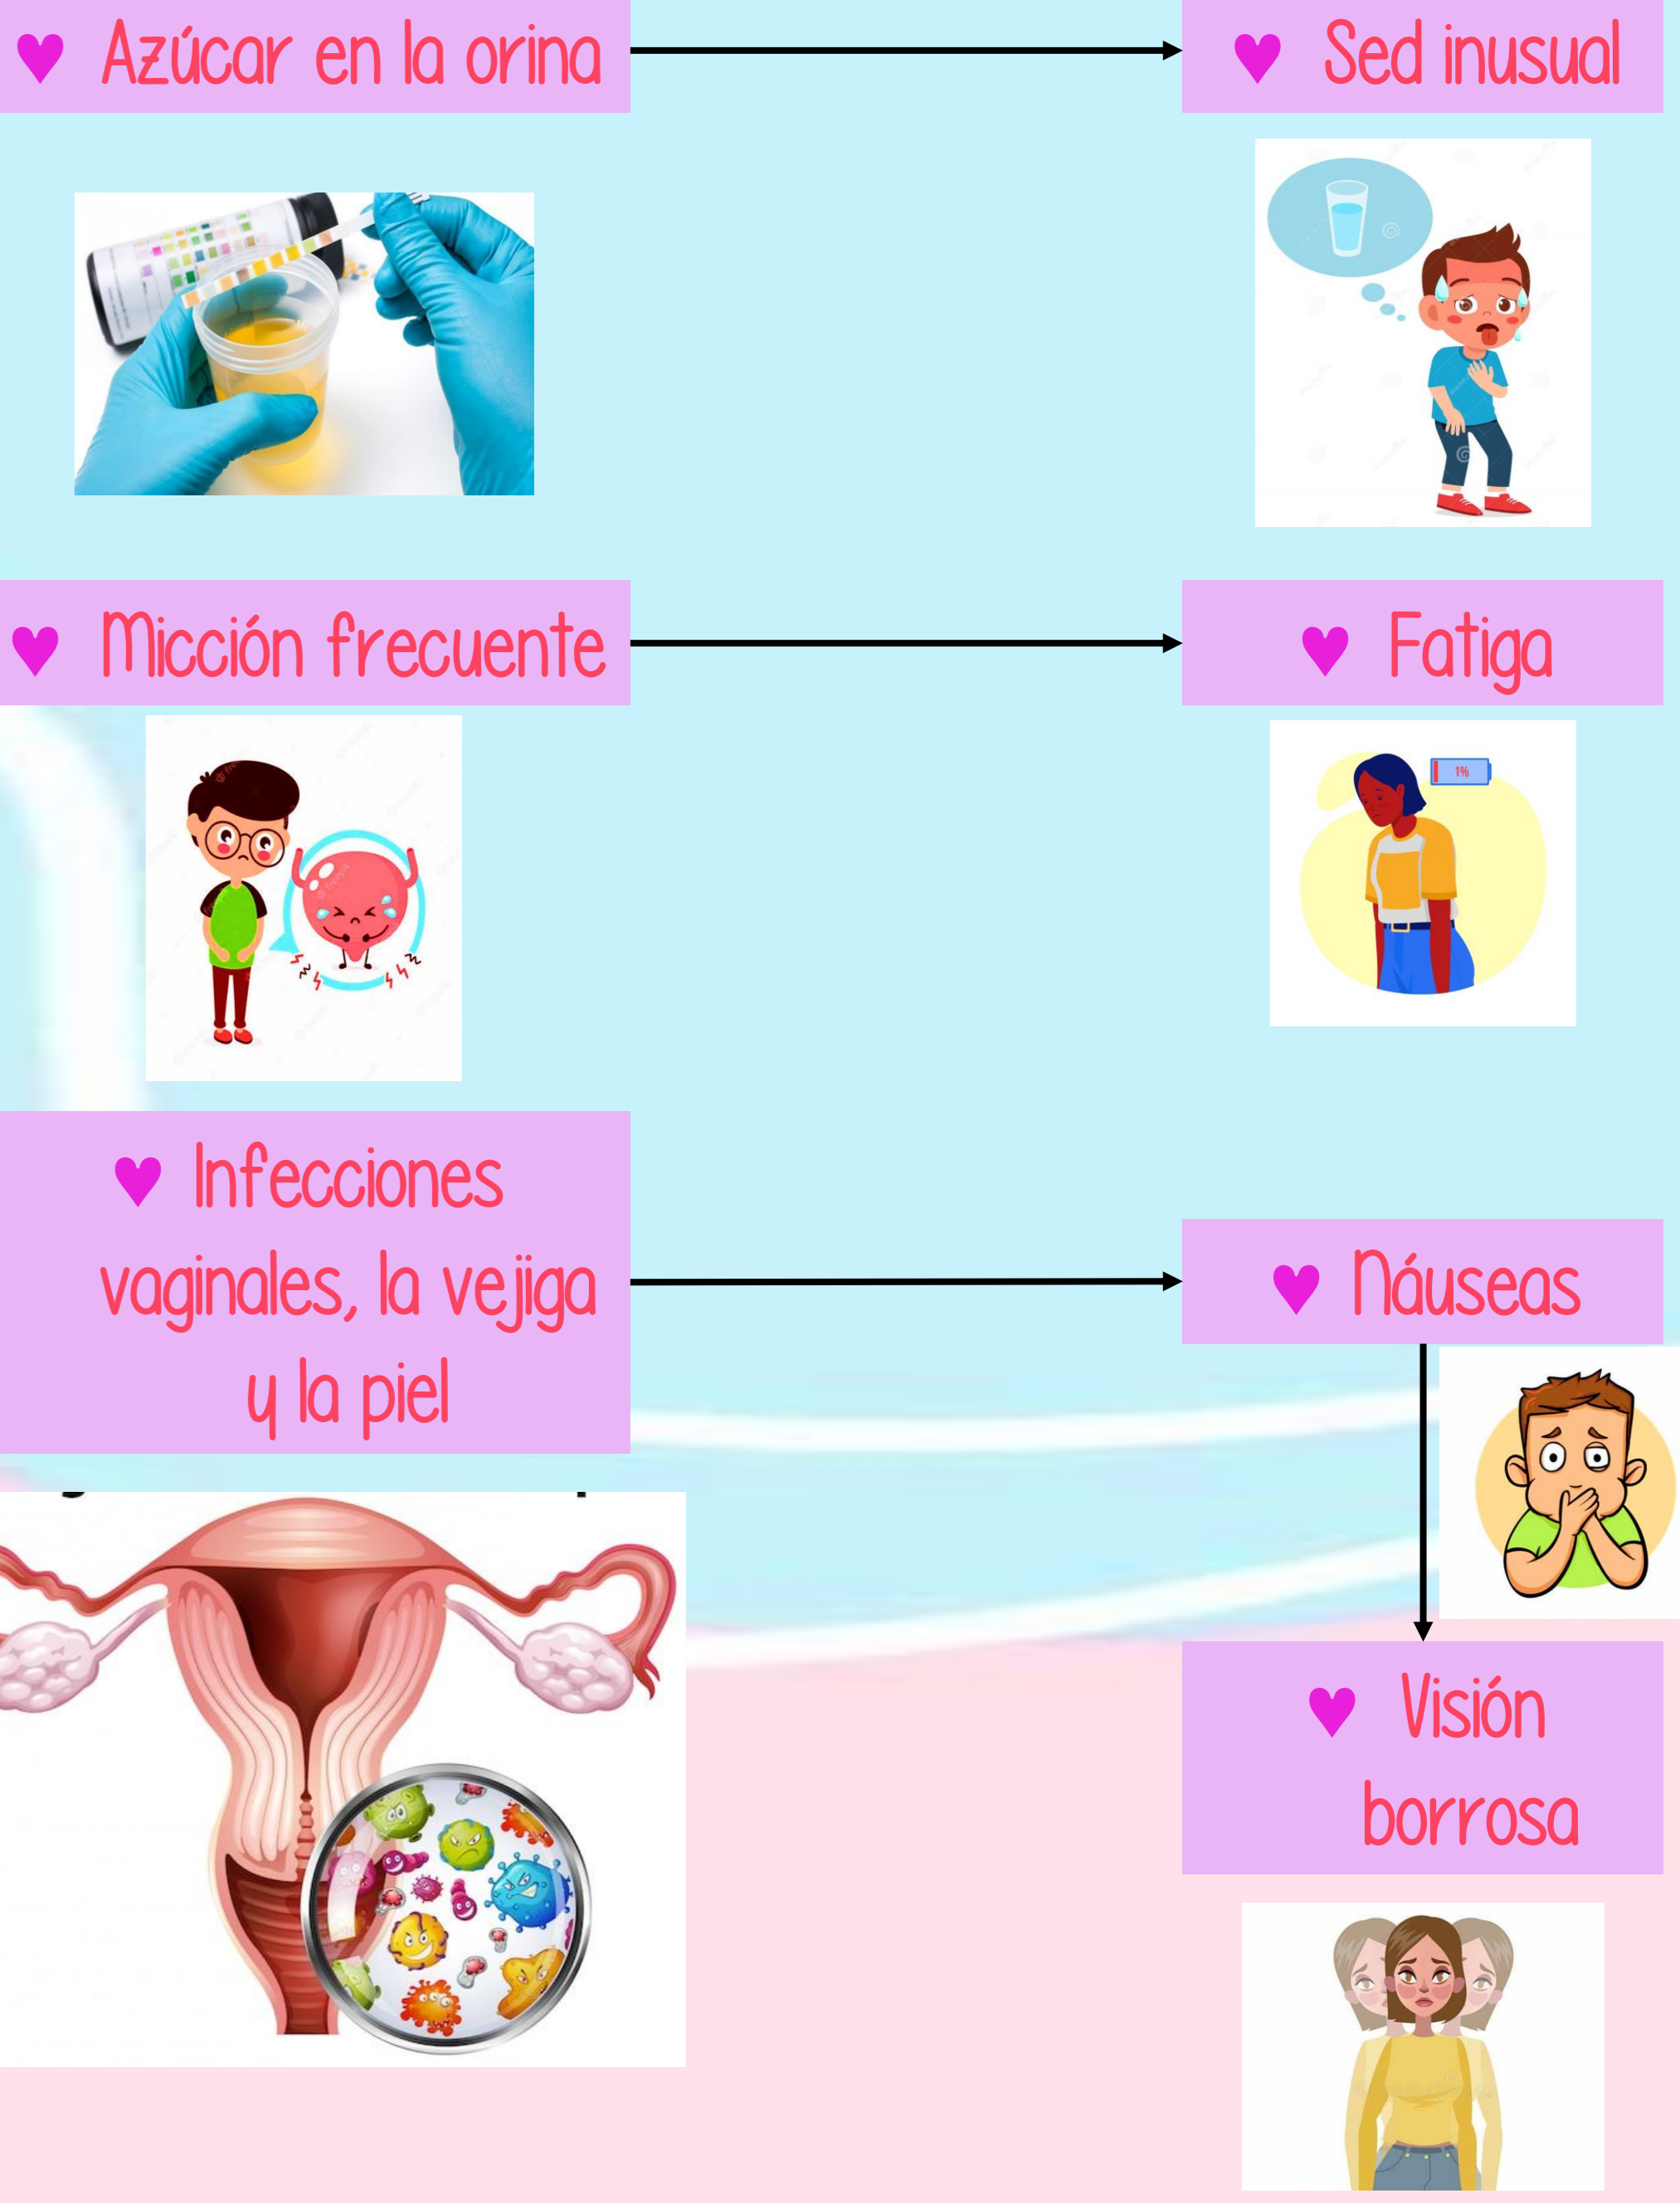 ♥ Azúcar en la orina
♥ Sed inusual
♥ Micción frecuente
♥ Fatiga
1%
♥ Infecciones
vaginales, la vejiga
y la piel
♥ Náuseas
♥ Visión
borrosa